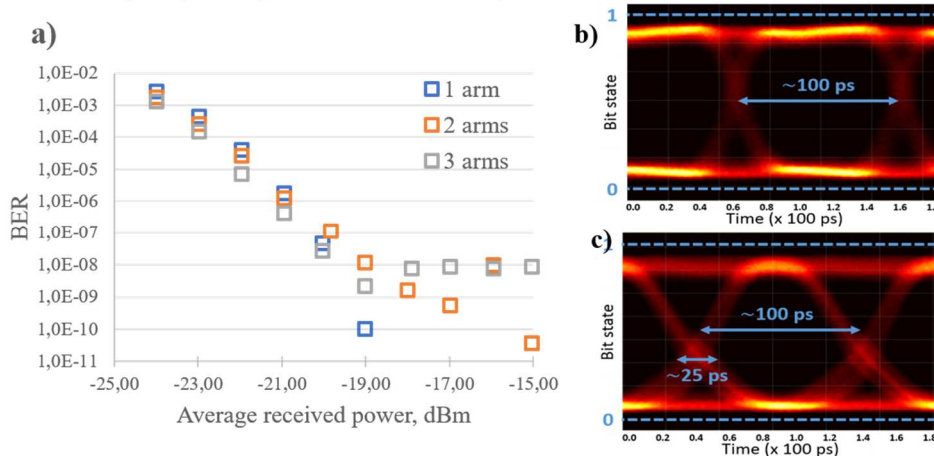 a)
BER
1,0E-02
1,0E-03
1,0E-04
1,0E-05
1,0E-06
1,0E-07
1,0E-08
1,0E-09
1,0E-10
1,0E-11
1 arm
2 arms
3 arms
-25,00 -23,00 -21,00 -19,00 -17,00 -15,00
Average received power, dBm
b)
1
Bit state
~100 ps
0
0.0 0.2 0.4 0.6 0.8 1.0 1.2 1.4 1.6
Time (x 100 ps)
c)
1
Bit state
~100 ps
~25 ps
0
0.0 0.2 0.4 0.6 0.8 1.0 1.2 1.4 1.6
Time (x 100 ps)